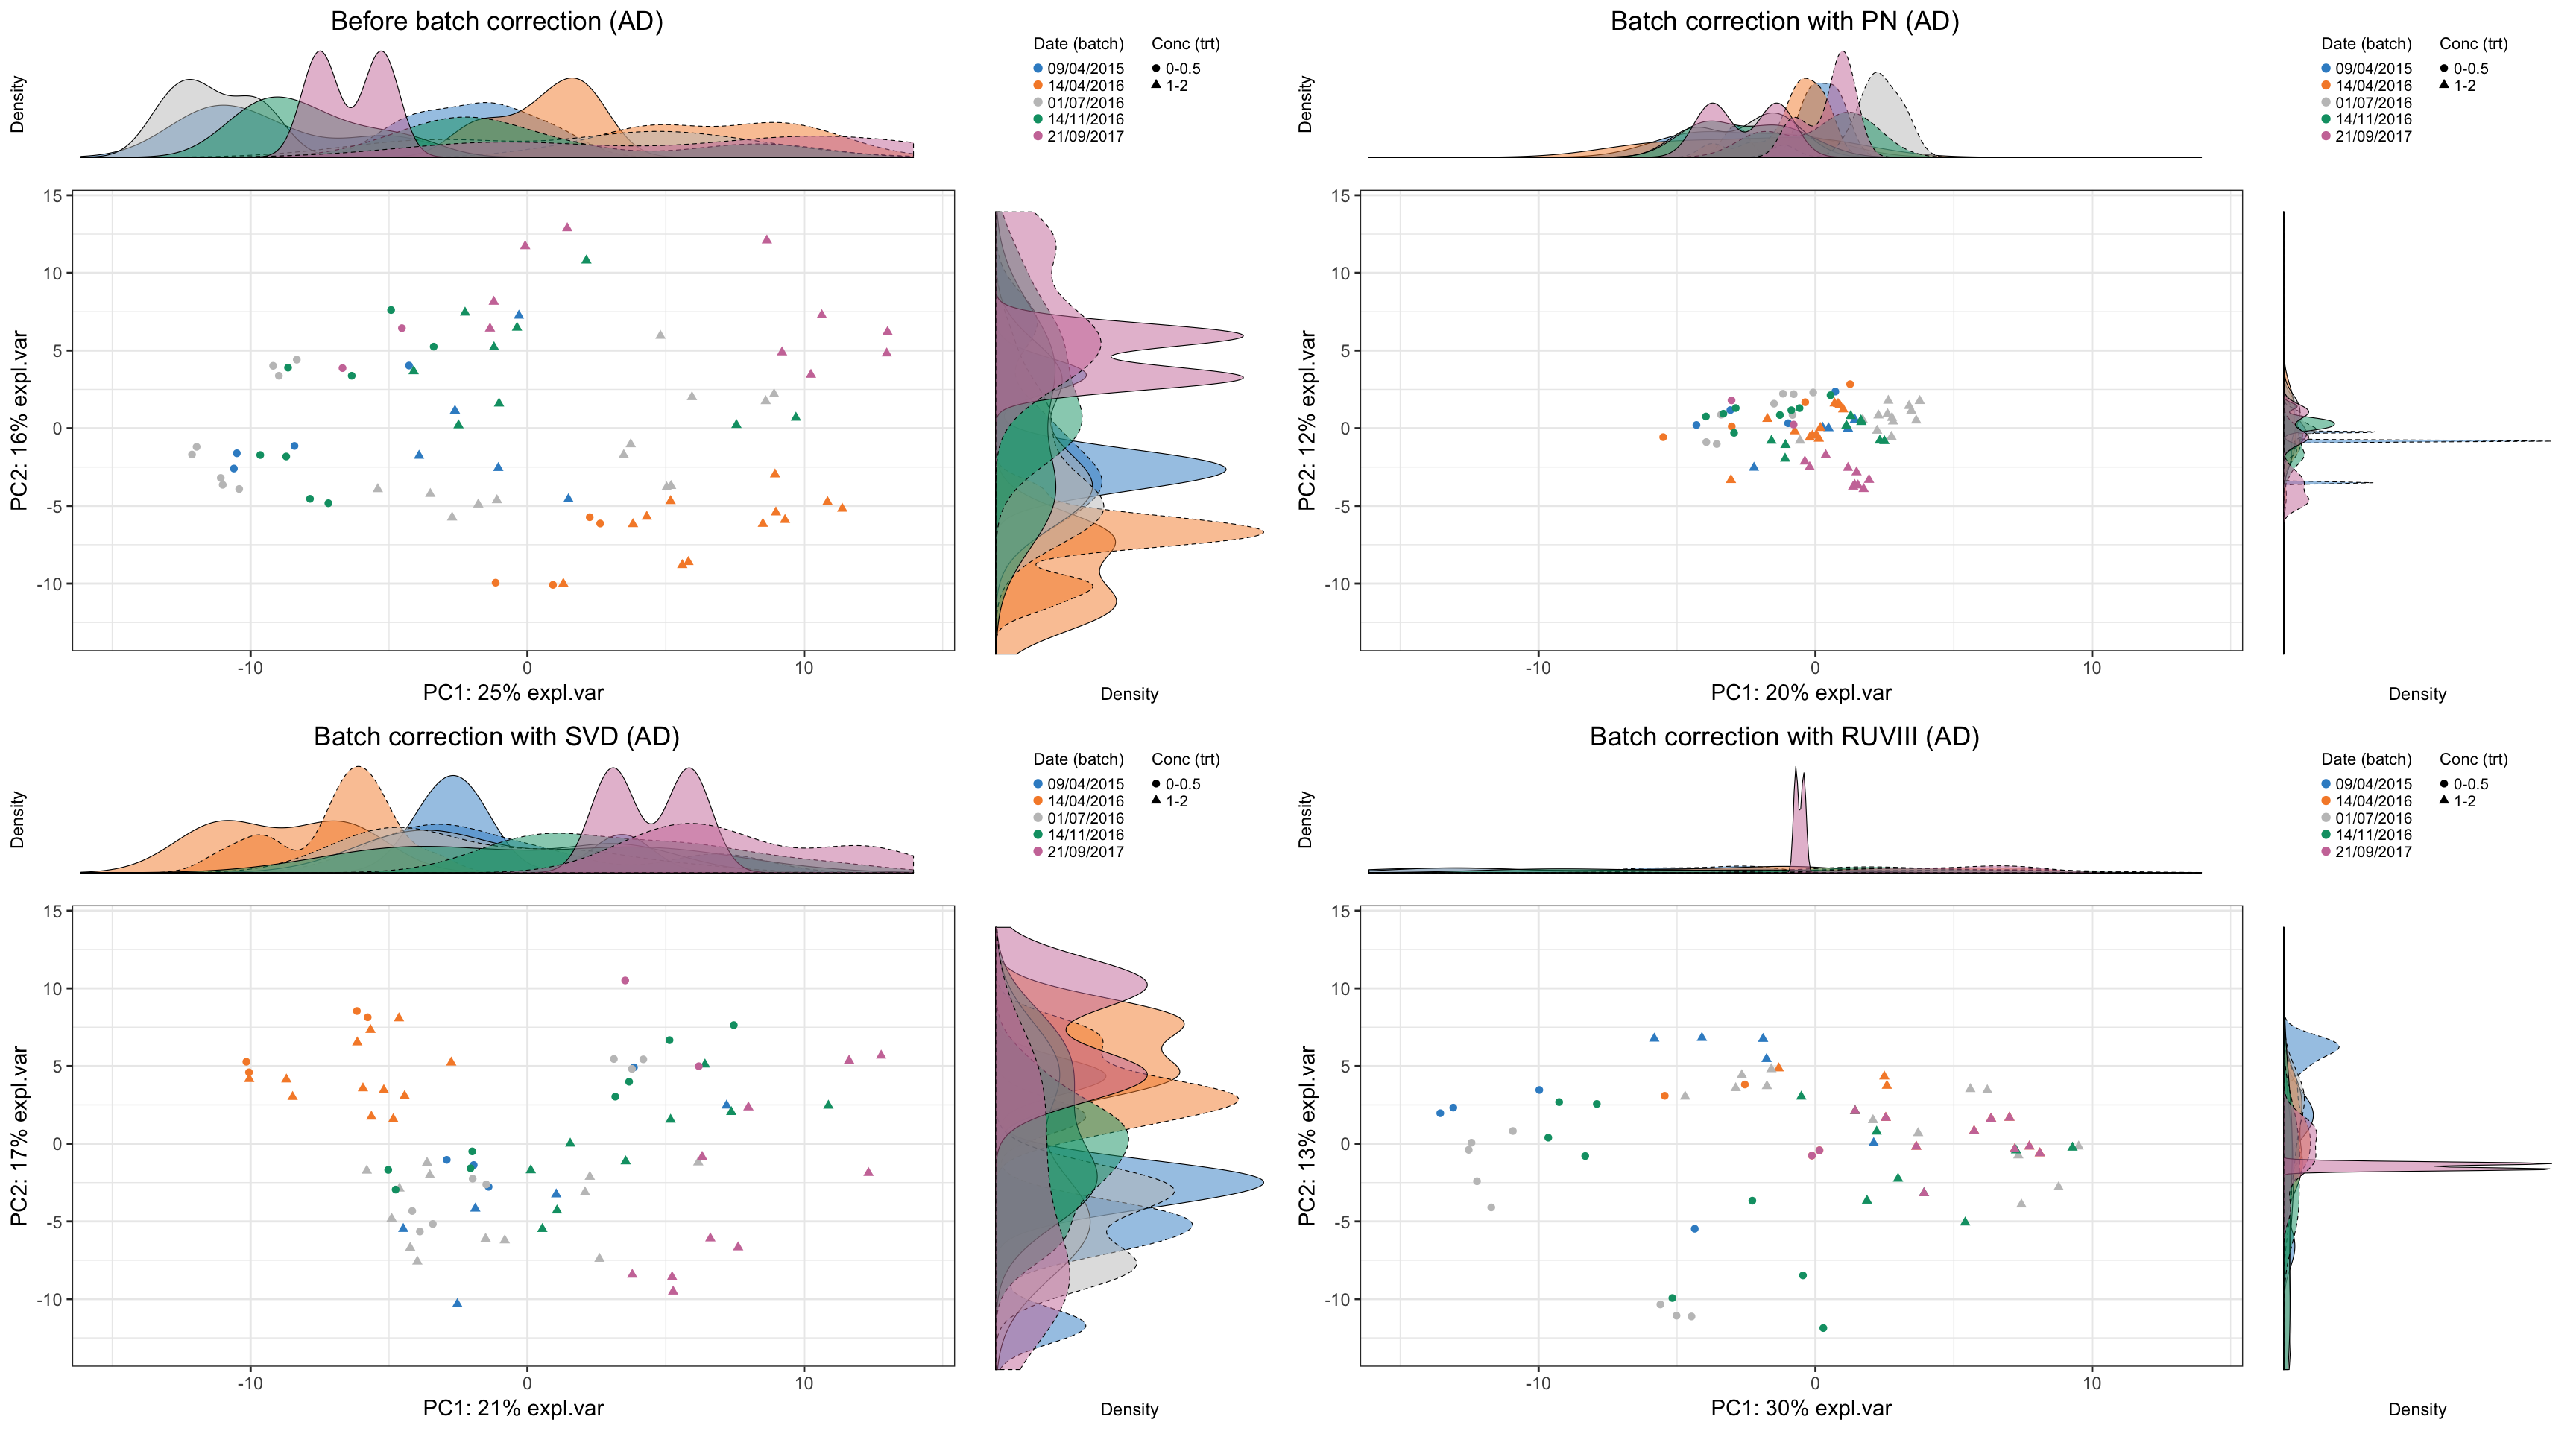 Before batch correction (AD)
Density
Date (batch) Conc (trt)
09/04/2015 0-0.5
14/04/2016 1-2
01/07/2016
14/11/2016
21/09/2017
15
10
5
0
-5
-10
PC2: 16% expl.var
-10 0 10
PC1: 25% expl.var
Density
Batch correction with PN (AD)
Density
Date (batch) Conc (trt)
09/04/2015 0-0.5
14/04/2016 1-2
01/07/2016
14/11/2016
21/09/2017
15
10
5
0
-5
-10
PC2: 12% expl.var
-10 0 10
PC1: 20% expl.var
Density
Batch correction with SVD (AD)
Density
Date (batch) Conc (trt)
09/04/2015 0-0.5
14/04/2016 1-2
01/07/2016
14/11/2016
21/09/2017
15
10
5
0
-5
-10
PC2: 17% expl.var
-10 0 10
PC1: 21% expl.var
Density
Batch correction with RUVIII (AD)
Density
Date (batch) Conc (trt)
09/04/2015 0-0.5
14/04/2016 1-2
01/07/2016
14/11/2016
21/09/2017
15
10
5
0
-5
-10
PC2: 13% expl.var
-10 0 10
PC1: 30% expl.var
Density